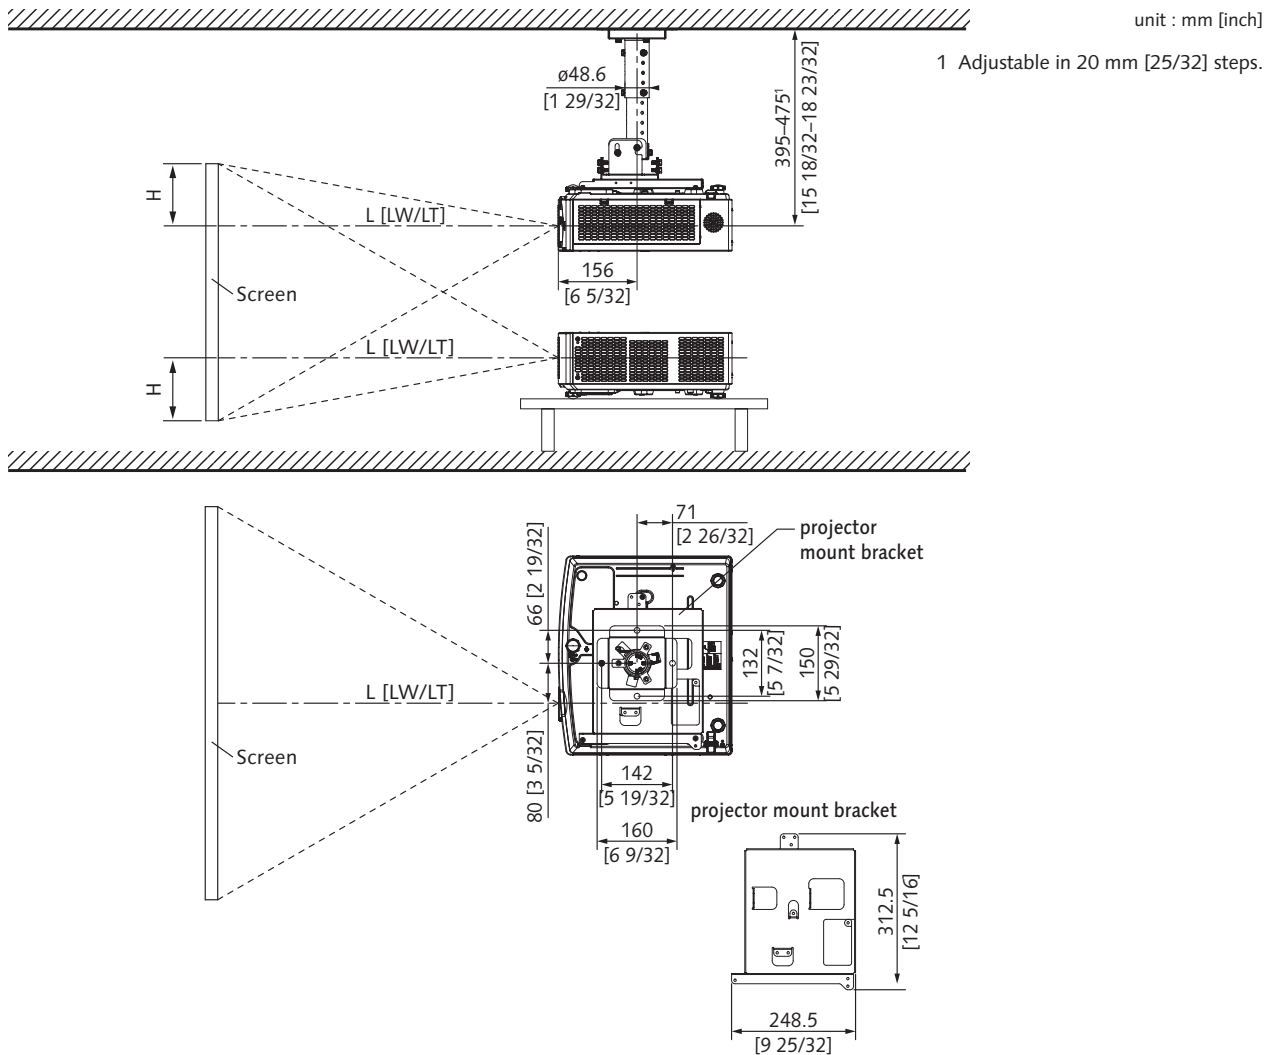 unit : mm [inch]
1 Adjustable in 20 mm [25/32] steps.
ø48.6
[1 29/32]
395–475¹
[15 18/32–18 23/32]
H
L [LW/LT]
156
[6 5/32]
Screen
L [LW/LT]
H
71
[2 26/32]
projector
mount bracket
66 [2 19/32]
132
[5 7/32]
150
[5 29/32]
L [LW/LT]
Screen
80 [3 5/32]
142
[5 19/32]
160
[6 9/32]
projector mount bracket
312.5
[12 5/16]
248.5
[9 25/32]